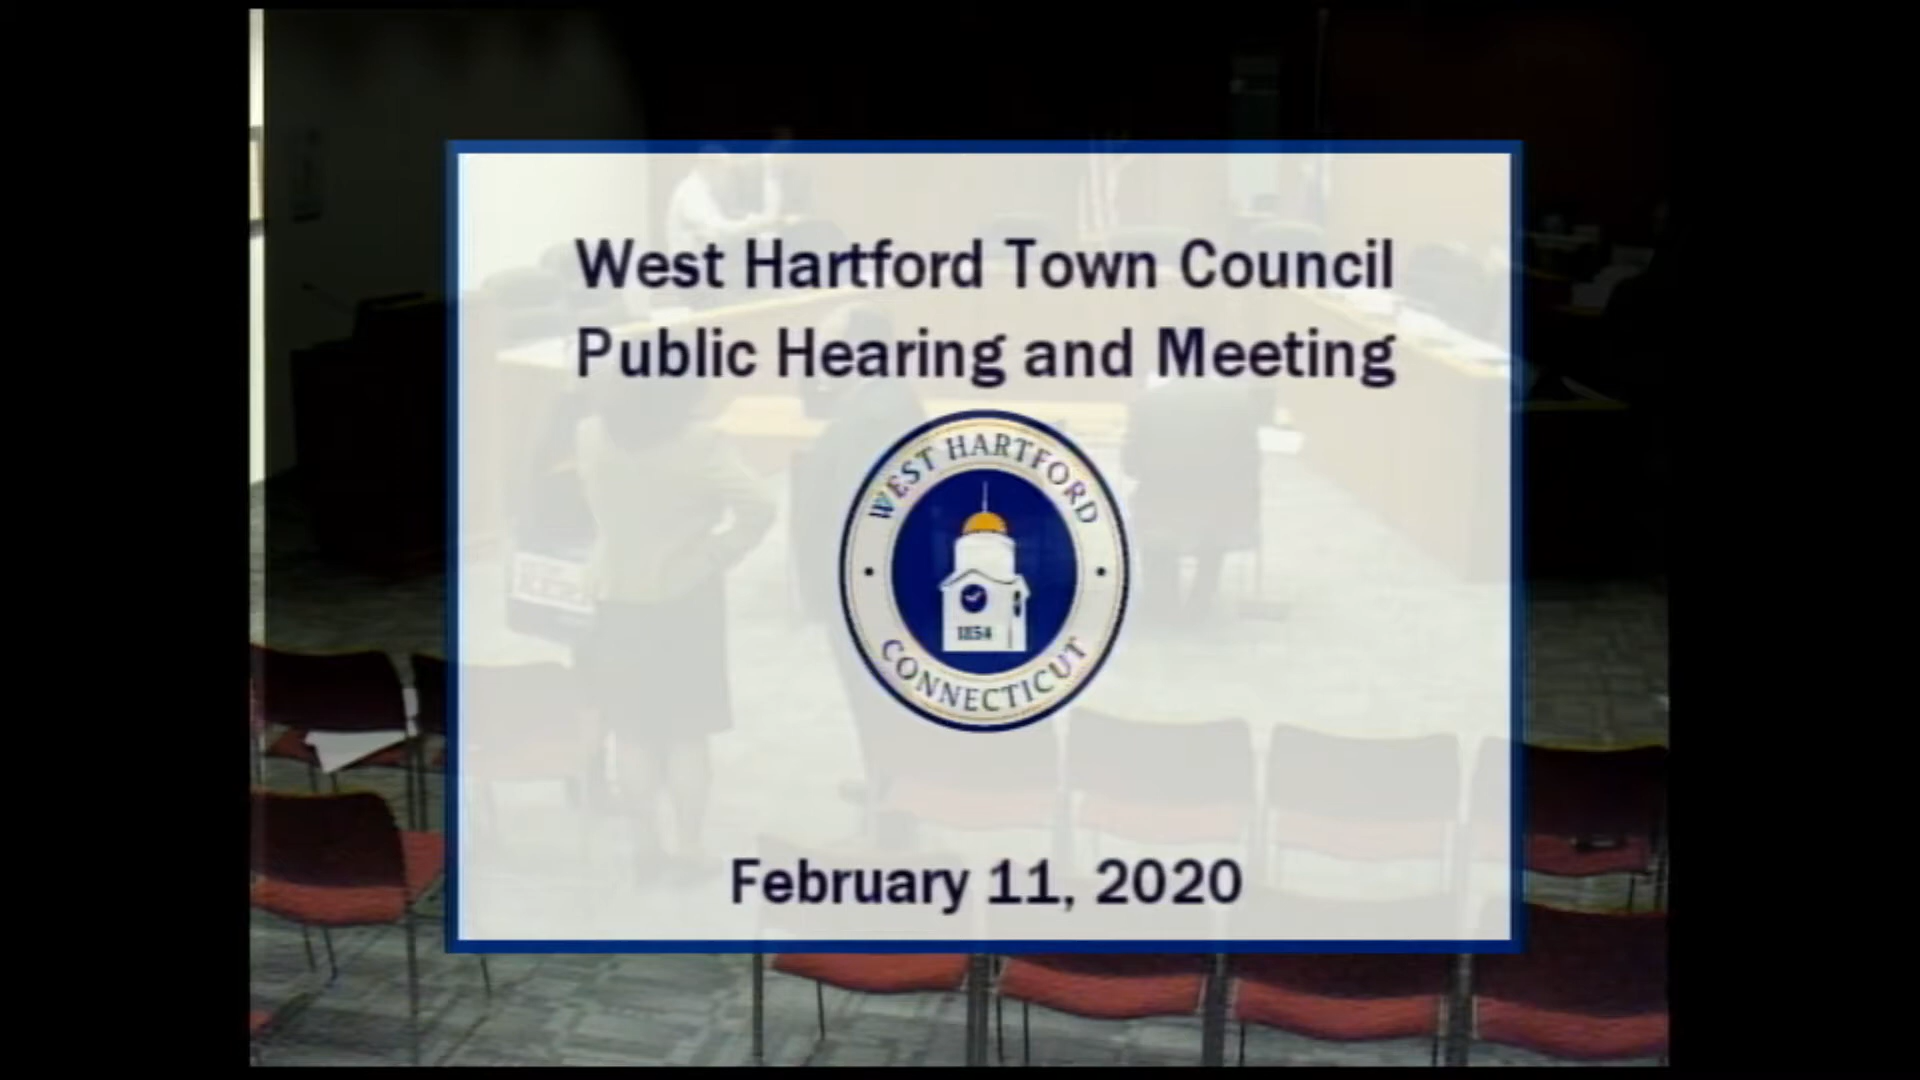 West Hartford Town Council
Public Hearing and Meeting
WEST HARTFORD
1854
CONNECTICUT
February 11, 2020